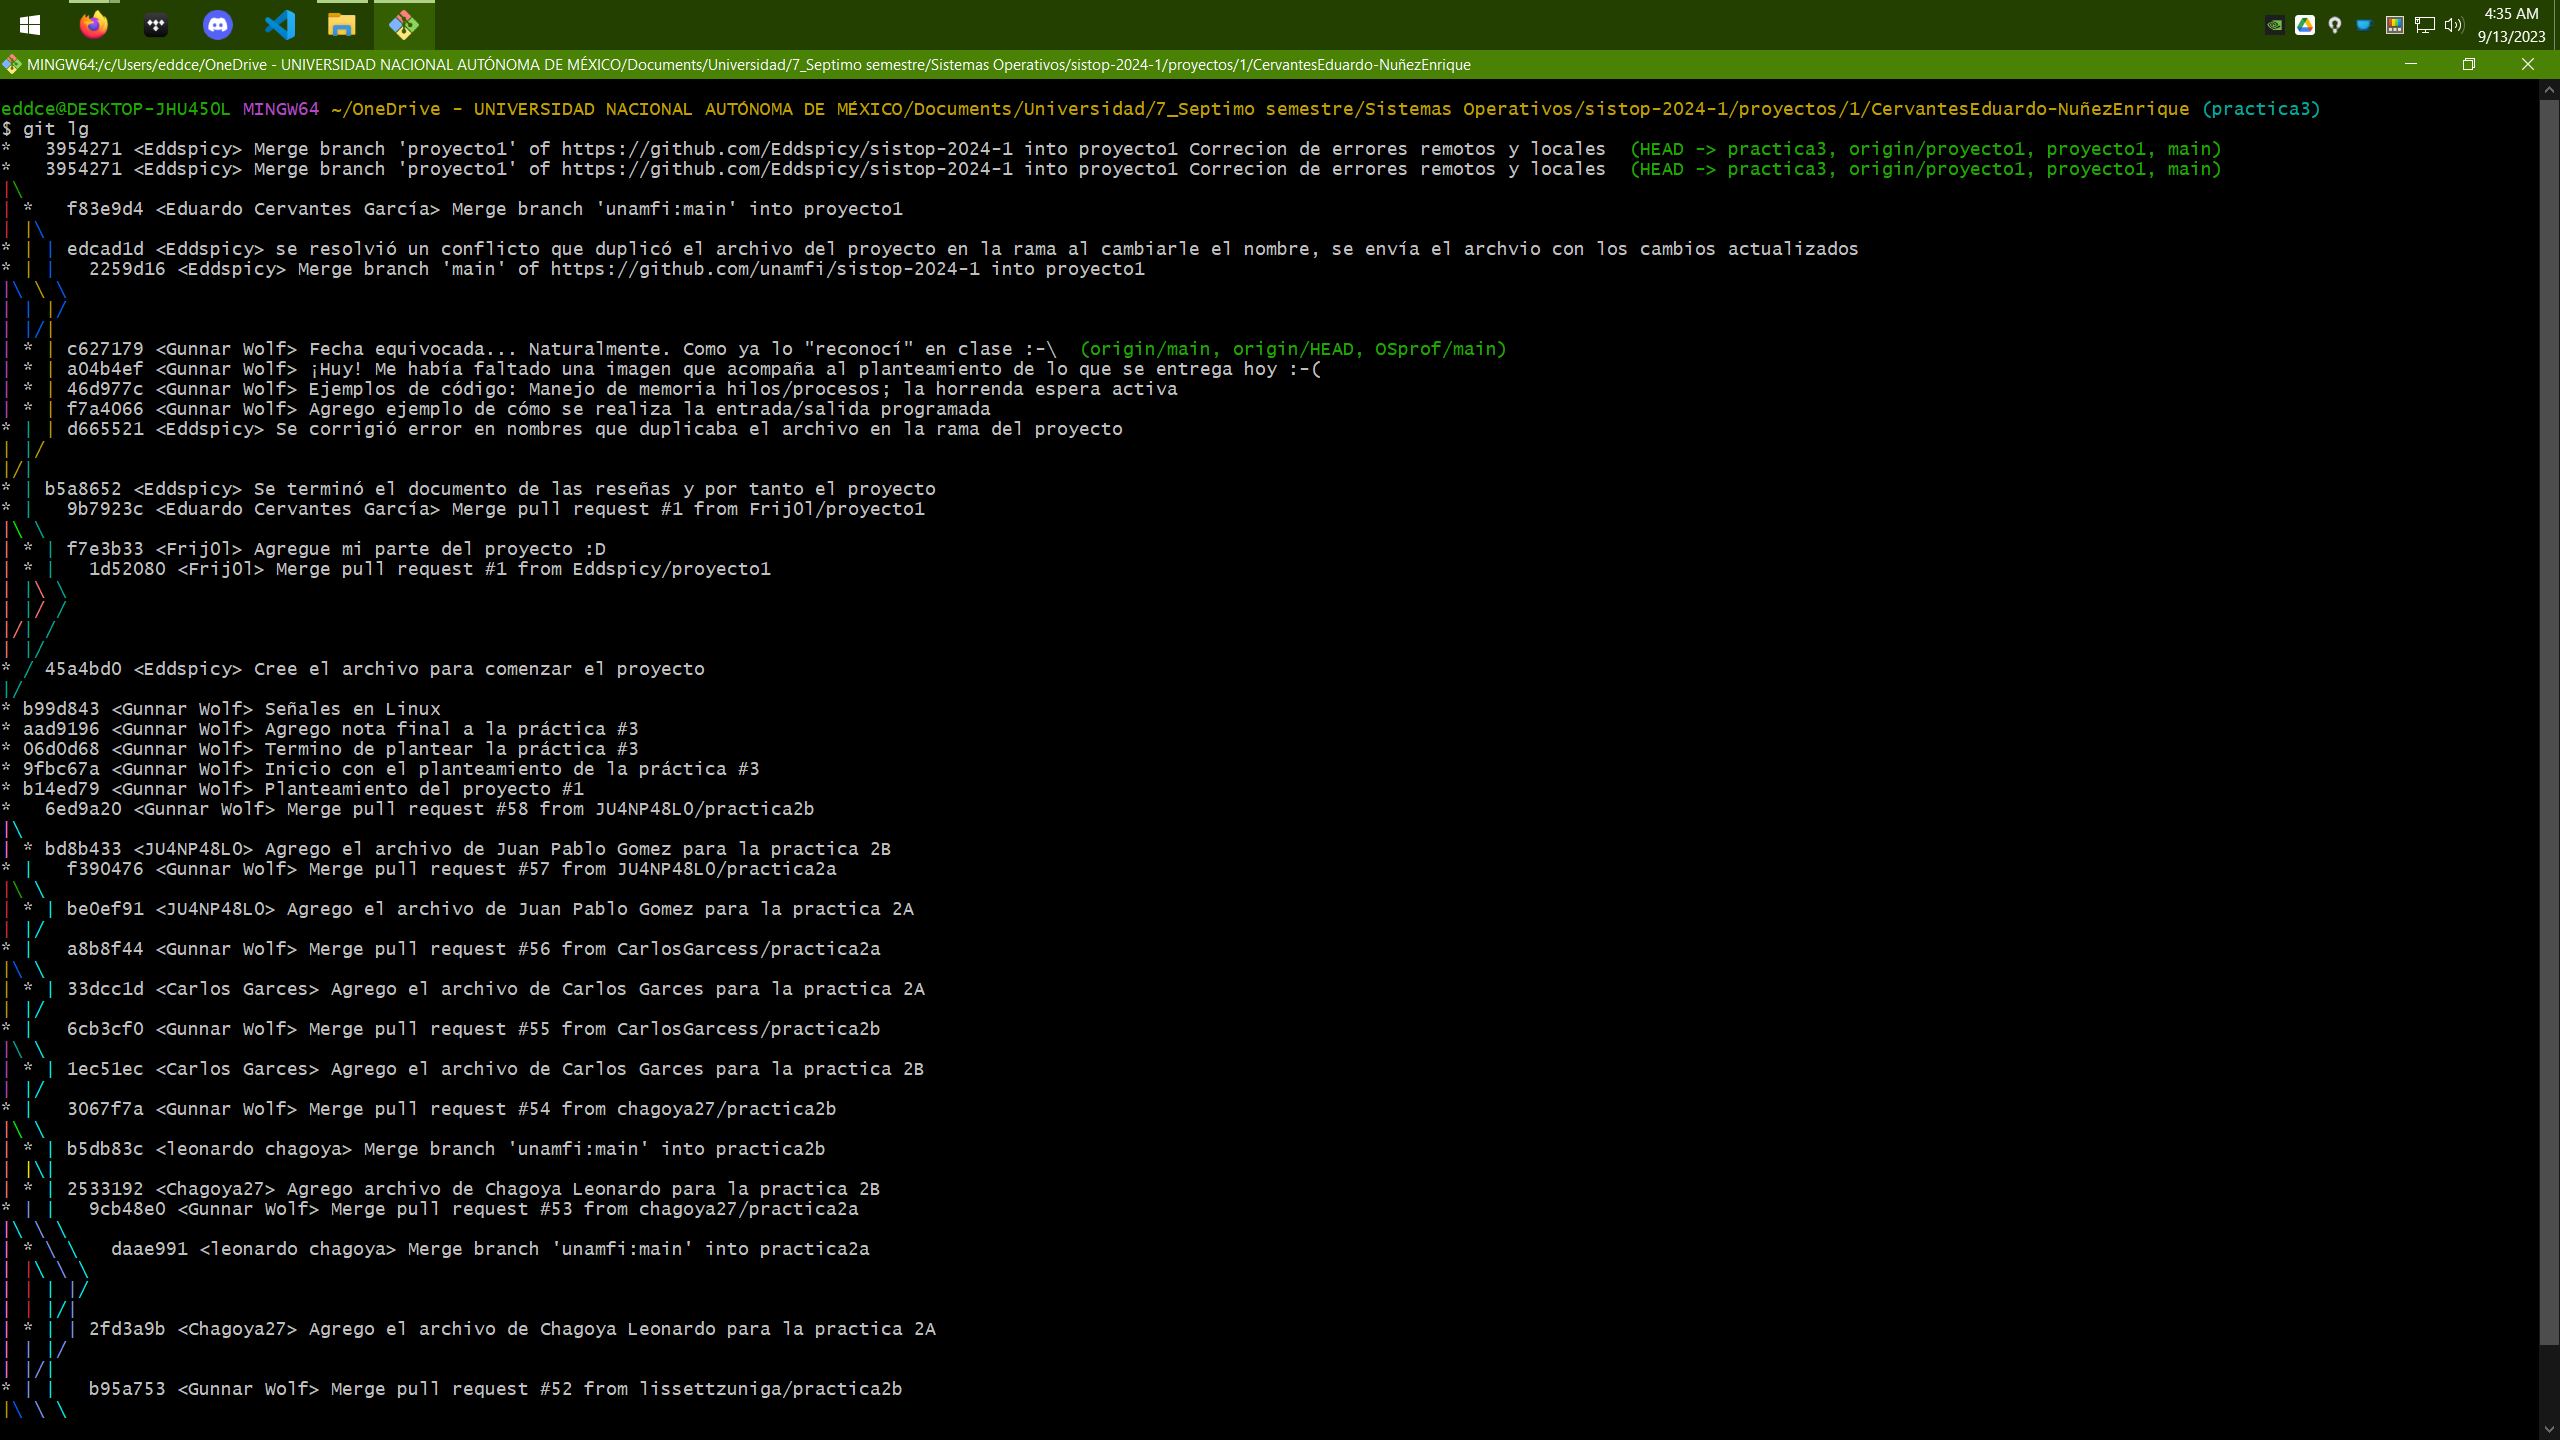 4:35 AM
9/13/2023
MINGW64:/c/Users/eddce/OneDrive - UNIVERSIDAD NACIONAL AUTÓNOMA DE MÉXICO/Documents/Universidad/7_Septimo semestre/Sistemas Operativos/sistop-2024-1/proyectos/1/CervantesEduardo-NuñezEnrique
eddce@DESKTOP-JHU450L MINGW64 ~/OneDrive - UNIVERSIDAD NACIONAL AUTÓNOMA DE MÉXICO/Documents/Universidad/7_Septimo semestre/Sistemas Operativos/sistop-2024-1/proyectos/1/CervantesEduardo-NuñezEnrique (practica3)
$ git lg
*   3954271 <Eddspicy> Merge branch 'proyecto1' of https://github.com/Eddspicy/sistop-2024-1 into proyecto1 Correcion de errores remotos y locales  (HEAD -> practica3, origin/proyecto1, proyecto1, main)
*   3954271 <Eddspicy> Merge branch 'proyecto1' of https://github.com/Eddspicy/sistop-2024-1 into proyecto1 Correcion de errores remotos y locales  (HEAD -> practica3, origin/proyecto1, proyecto1, main)
|\
| *   f83e9d4 <Eduardo Cervantes García> Merge branch 'unamfi:main' into proyecto1
| |\
* | | edcad1d <Eddspicy> se resolvió un conflicto que duplicó el archivo del proyecto en la rama al cambiarle el nombre, se envía el archvio con los cambios actualizados
* | |   2259d16 <Eddspicy> Merge branch 'main' of https://github.com/unamfi/sistop-2024-1 into proyecto1
|\ \ \
| | |/
| |/|
| * | c627179 <Gunnar Wolf> Fecha equivocada... Naturalmente. Como ya lo "reconocí" en clase :-\  (origin/main, origin/HEAD, OSprof/main)
| * | a04b4ef <Gunnar Wolf> ¡Huy! Me había faltado una imagen que acompaña al planteamiento de lo que se entrega hoy :-(
| * | 46d977c <Gunnar Wolf> Ejemplos de código: Manejo de memoria hilos/procesos; la horrenda espera activa
| * | f7a4066 <Gunnar Wolf> Agrego ejemplo de cómo se realiza la entrada/salida programada
* | | d665521 <Eddspicy> Se corrigió error en nombres que duplicaba el archivo en la rama del proyecto
| |/
|/|
* | b5a8652 <Eddspicy> Se terminó el documento de las reseñas y por tanto el proyecto
* |   9b7923c <Eduardo Cervantes García> Merge pull request #1 from Frij0l/proyecto1
|\ \
| * | f7e3b33 <Frij0l> Agregue mi parte del proyecto :D
| * |   1d52080 <Frij0l> Merge pull request #1 from Eddspicy/proyecto1
| |\ \
| |/ /
|/| /
| |/
* / 45a4bd0 <Eddspicy> Cree el archivo para comenzar el proyecto
|/
* b99d843 <Gunnar Wolf> Señales en Linux
* aad9196 <Gunnar Wolf> Agrego nota final a la práctica #3
* 06d0d68 <Gunnar Wolf> Termino de plantear la práctica #3
* 9fbc67a <Gunnar Wolf> Inicio con el planteamiento de la práctica #3
* b14ed79 <Gunnar Wolf> Planteamiento del proyecto #1
*   6ed9a20 <Gunnar Wolf> Merge pull request #58 from JU4NP48L0/practica2b
|\
| * bd8b433 <JU4NP48L0> Agrego el archivo de Juan Pablo Gomez para la practica 2B
* |   f390476 <Gunnar Wolf> Merge pull request #57 from JU4NP48L0/practica2a
|\ \
| * | be0ef91 <JU4NP48L0> Agrego el archivo de Juan Pablo Gomez para la practica 2A
| |/
* |   a8b8f44 <Gunnar Wolf> Merge pull request #56 from CarlosGarcess/practica2a
|\ \
| * | 33dcc1d <Carlos Garces> Agrego el archivo de Carlos Garces para la practica 2A
| |/
* |   6cb3cf0 <Gunnar Wolf> Merge pull request #55 from CarlosGarcess/practica2b
|\ \
| * | 1ec51ec <Carlos Garces> Agrego el archivo de Carlos Garces para la practica 2B
| |/
* |   3067f7a <Gunnar Wolf> Merge pull request #54 from chagoya27/practica2b
|\ \
| * | b5db83c <leonardo chagoya> Merge branch 'unamfi:main' into practica2b
| |\|
| * | 2533192 <Chagoya27> Agrego archivo de Chagoya Leonardo para la practica 2B
* | |   9cb48e0 <Gunnar Wolf> Merge pull request #53 from chagoya27/practica2a
|\ \ \
| * \ \   daae991 <leonardo chagoya> Merge branch 'unamfi:main' into practica2a
| |\ \ \
| | | |/
| | |/|
| * | | 2fd3a9b <Chagoya27> Agrego el archivo de Chagoya Leonardo para la practica 2A
| | |/
| |/|
* | |   b95a753 <Gunnar Wolf> Merge pull request #52 from lissettzuniga/practica2b
|\ \ \